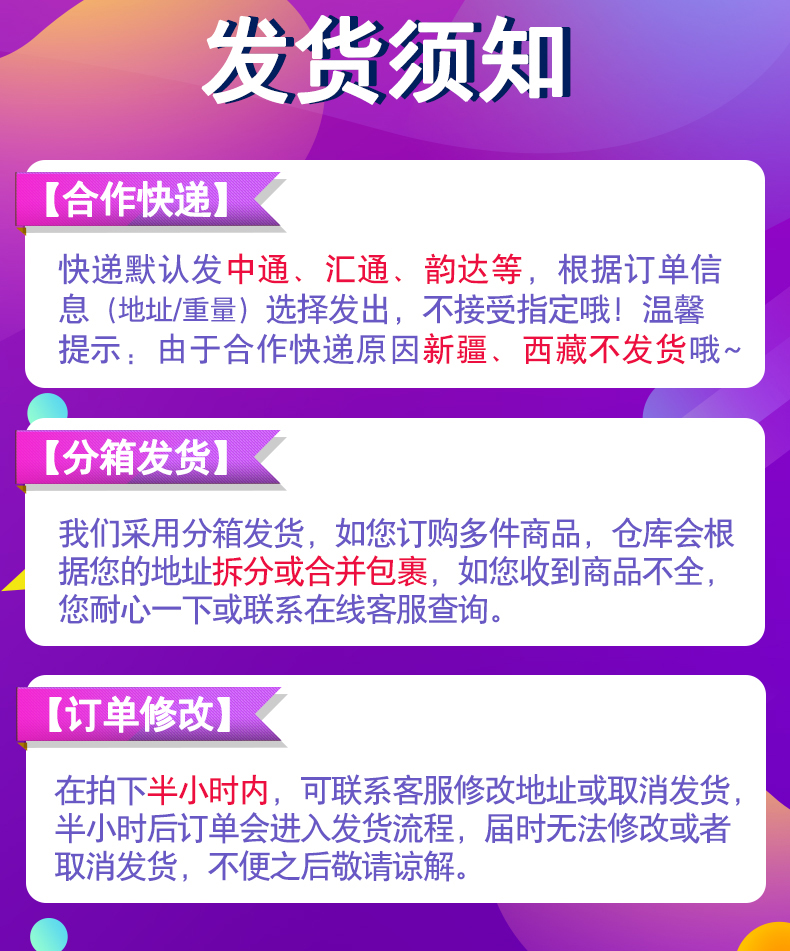 发货须知
【合作快递】
快递默认发中通、汇通、韵达等，根据订单信
息（地址/重量）选择发出，不接受指定哦！温馨
提示：由于合作快递原因新疆、西藏不发货哦~
【分箱发货】
我们采用分箱发货，如您订购多件商品，仓库会根
据您的地址拆分或合并包裹，如您收到商品不全，
您耐心一下或联系在线客服查询。
【订单修改】
在拍下半小时内，可联系客服修改地址或取消发货，
半小时后订单会进入发货流程，届时无法修改或者
取消发货，不便之后敬请谅解。